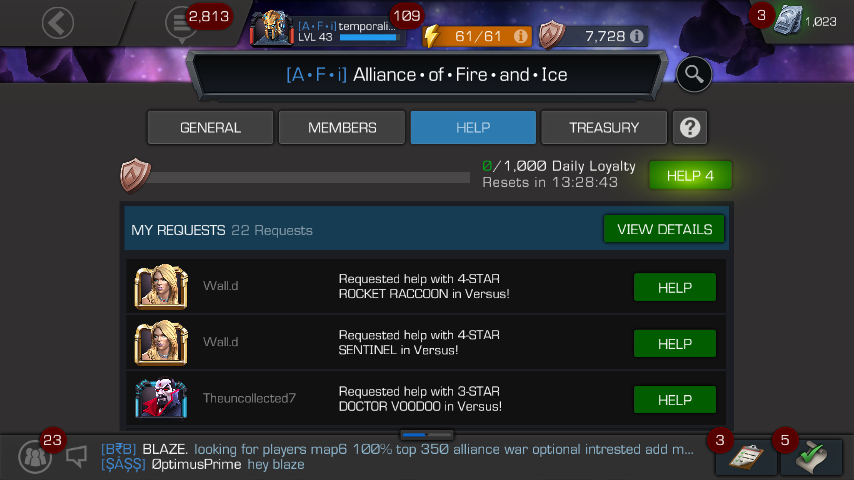 2,813
[A·F·i] temporali...
109
LVL 43
61/61
7,728
3
1,023
[A·F·i] Alliance·of·Fire·and·Ice
GENERAL
MEMBERS
HELP
TREASURY
?
0/1,000 Daily Loyalty
Resets in 13:28:43
HELP 4
MY REQUESTS 22 Requests
VIEW DETAILS
Wall.d
Requested help with 4-STAR
ROCKET RACCOON in Versus!
HELP
Wall.d
Requested help with 4-STAR
SENTINEL in Versus!
HELP
Theuncollected7
Requested help with 3-STAR
DOCTOR VOODOO in Versus!
HELP
23
[B₹B] BLAZE. looking for players map6 100% top 350 alliance war optional intrested add m...
[ŞÁŞŞ] ØptimusPrime hey blaze
3
5